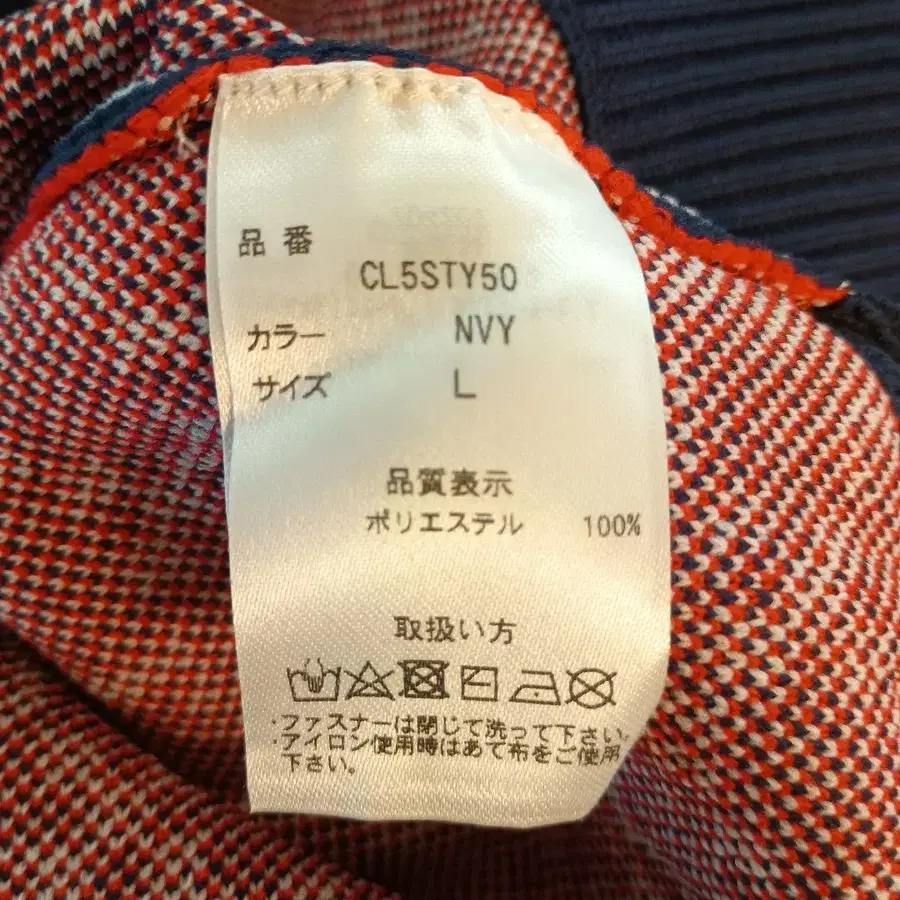 品番
CL5STY50
カラー NVY
サイズ L
品質表示
ポリエステル 100%
取扱い方
・ファスナーは閉じて洗って下さい。
・アイロン使用時はあて布をご使用
下さい。